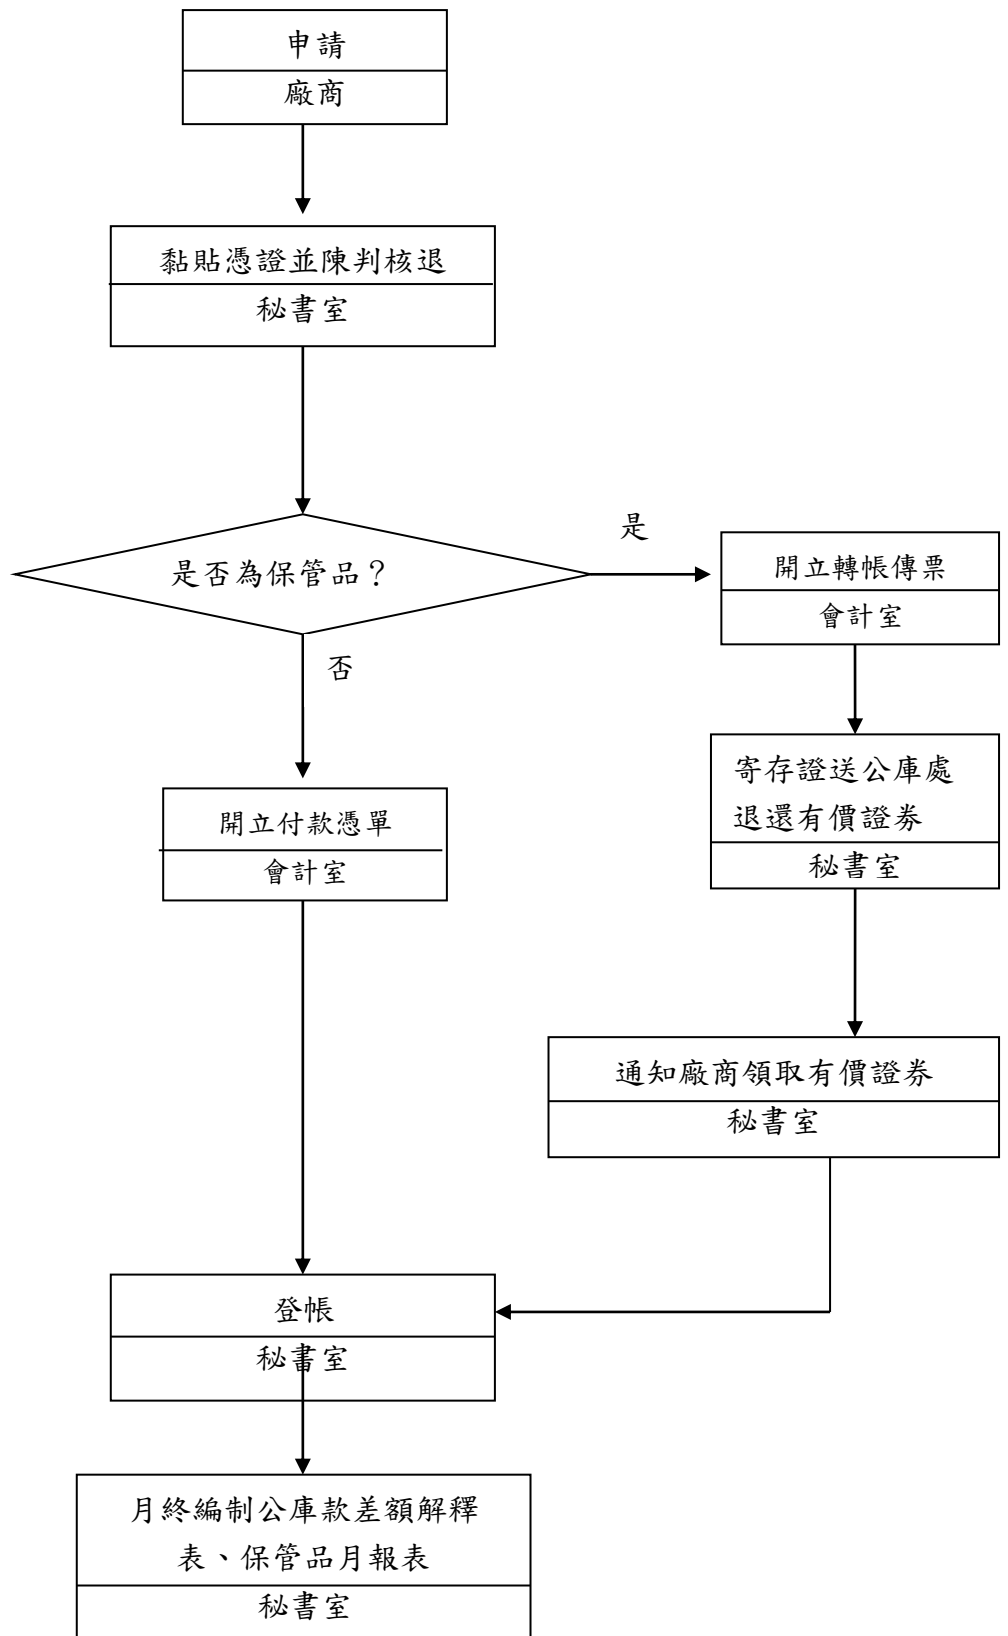 申請
廠商
黏貼憑證並陳判核退
秘書室
是否為保管品？
是
開立轉帳傳票
會計室
否
寄存證送公庫處
退還有價證券
秘書室
開立付款憑單
會計室
通知廠商領取有價證券
秘書室
登帳
秘書室
月終編制公庫款差額解釋
表、保管品月報表
秘書室